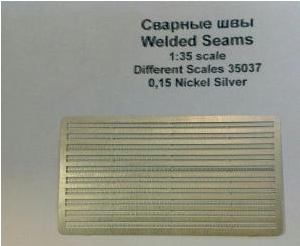 Сварные швы
Welded Seams
1:35 scale
Different Scales 35037
0,15 Nickel Silver